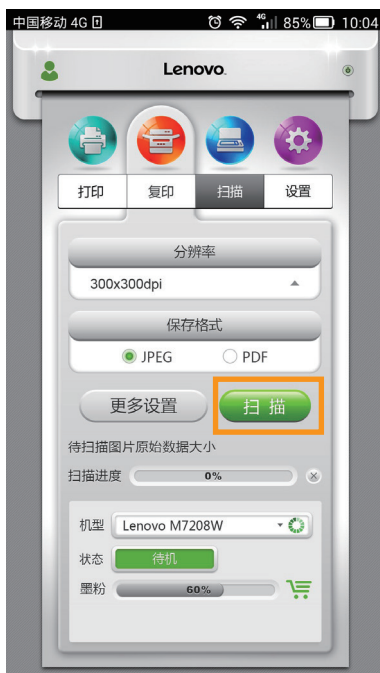 中国移动 4G 85% 10:04
4G
Lenovo.
打印 复印 扫描 设置
分辨率
300x300dpi
保存格式
JPEG PDF
更多设置 扫 描
待扫描图片原始数据大小
扫描进度 0%
机型 Lenovo M7208W
状态 待机
墨粉 60%